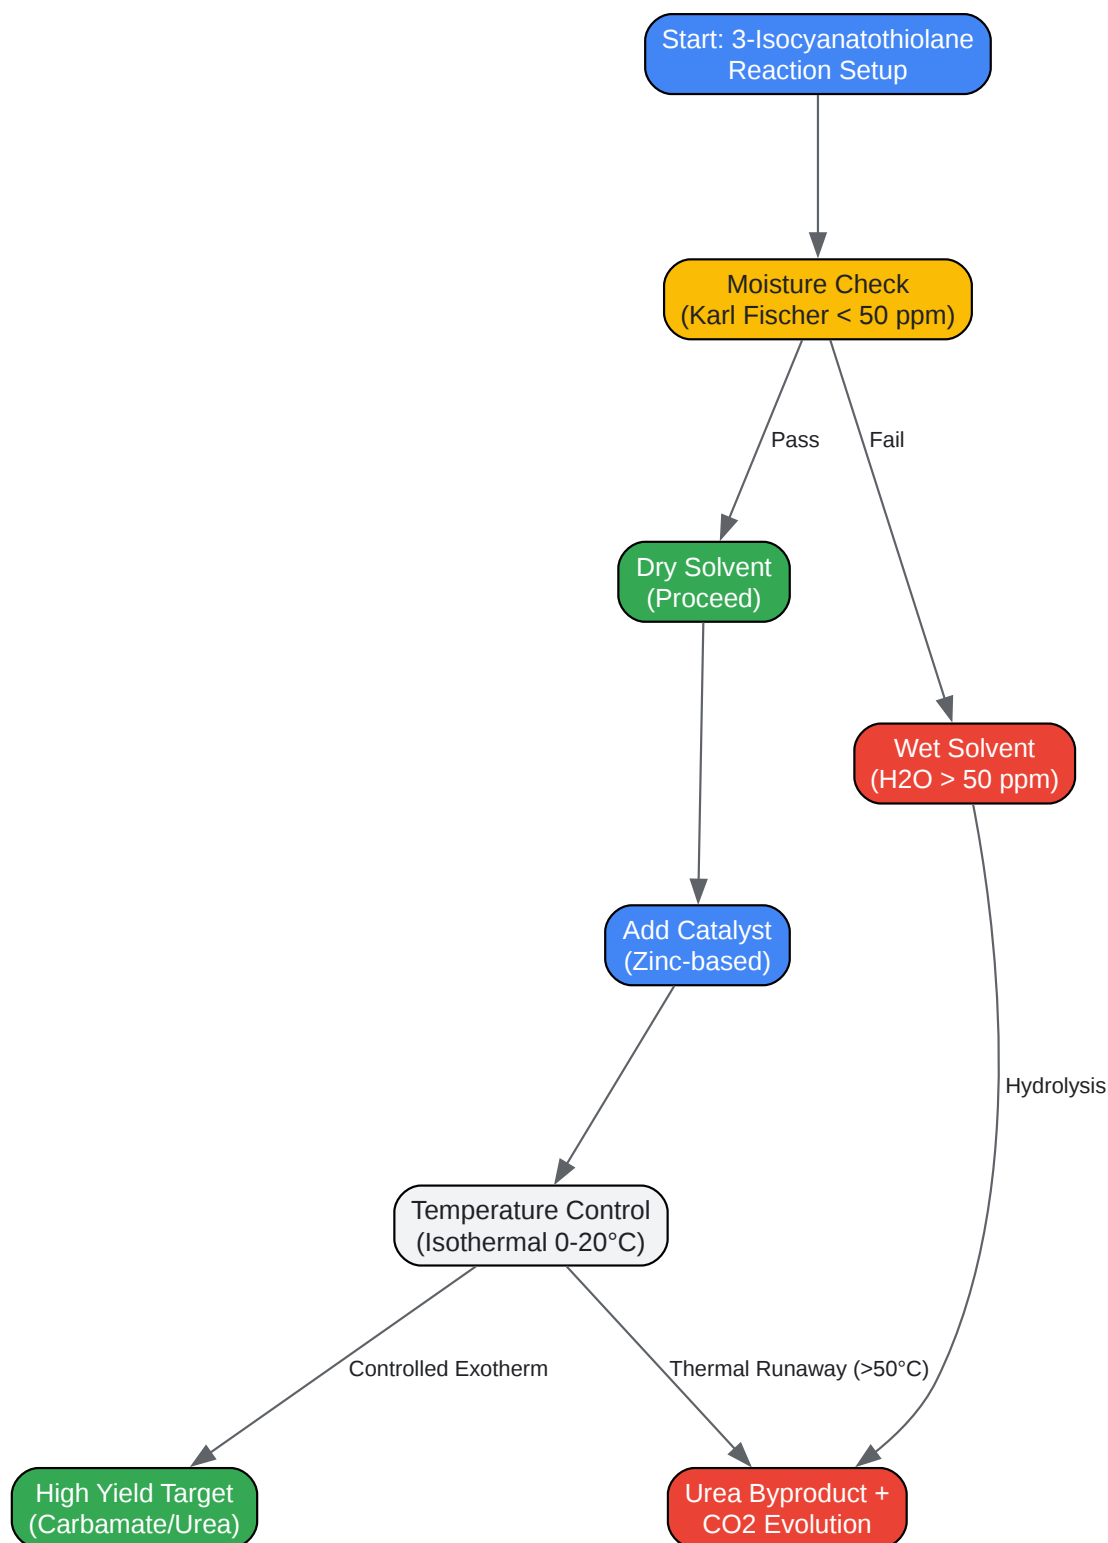 Start: 3-Isocyanatothiolane
Reaction Setup
Moisture Check
(Karl Fischer < 50 ppm)
Pass
Fail
Dry Solvent
(Proceed)
Wet Solvent
(H2O > 50 ppm)
Add Catalyst
(Zinc-based)
Hydrolysis
Temperature Control
(Isothermal 0-20°C)
Controlled Exotherm
Thermal Runaway (>50°C)
High Yield Target
(Carbamate/Urea)
Urea Byproduct +
CO2 Evolution